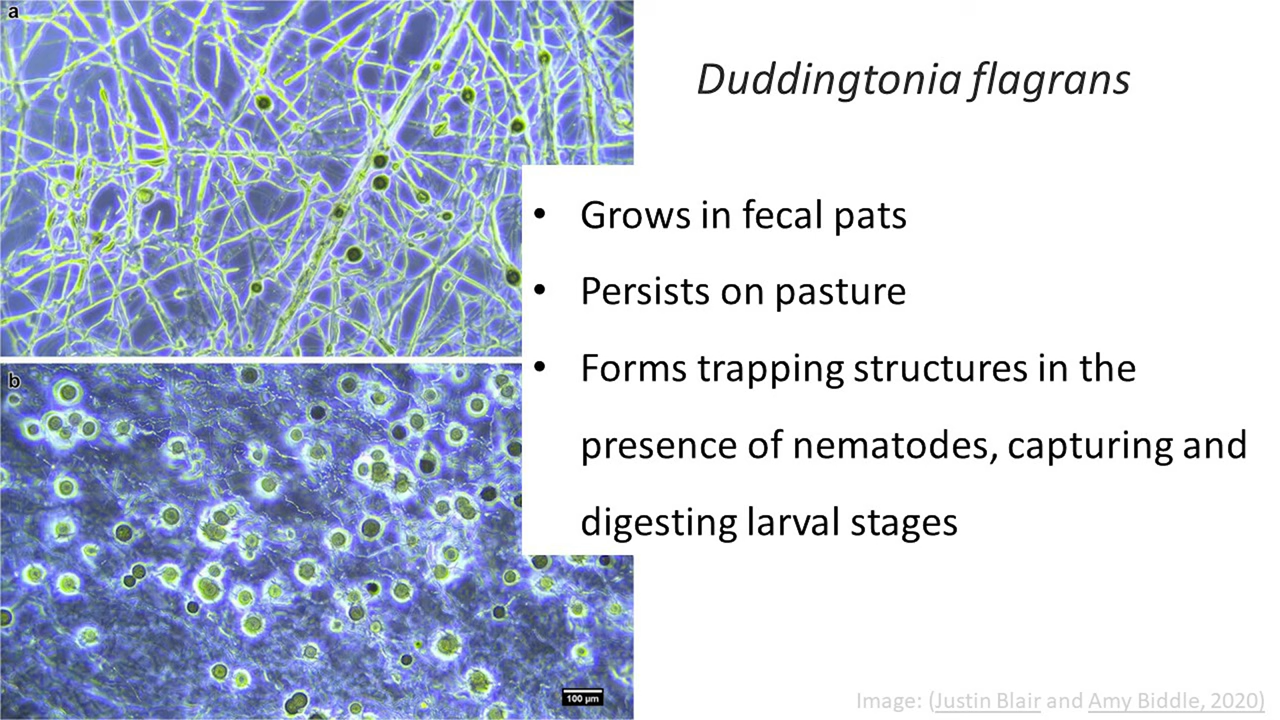 a
Duddingtonia flagrans
• Grows in fecal pats
• Persists on pasture
• Forms trapping structures in the
presence of nematodes, capturing and
digesting larval stages
b
100 µm
Image: (Justin Blair and Amy Biddle, 2020)